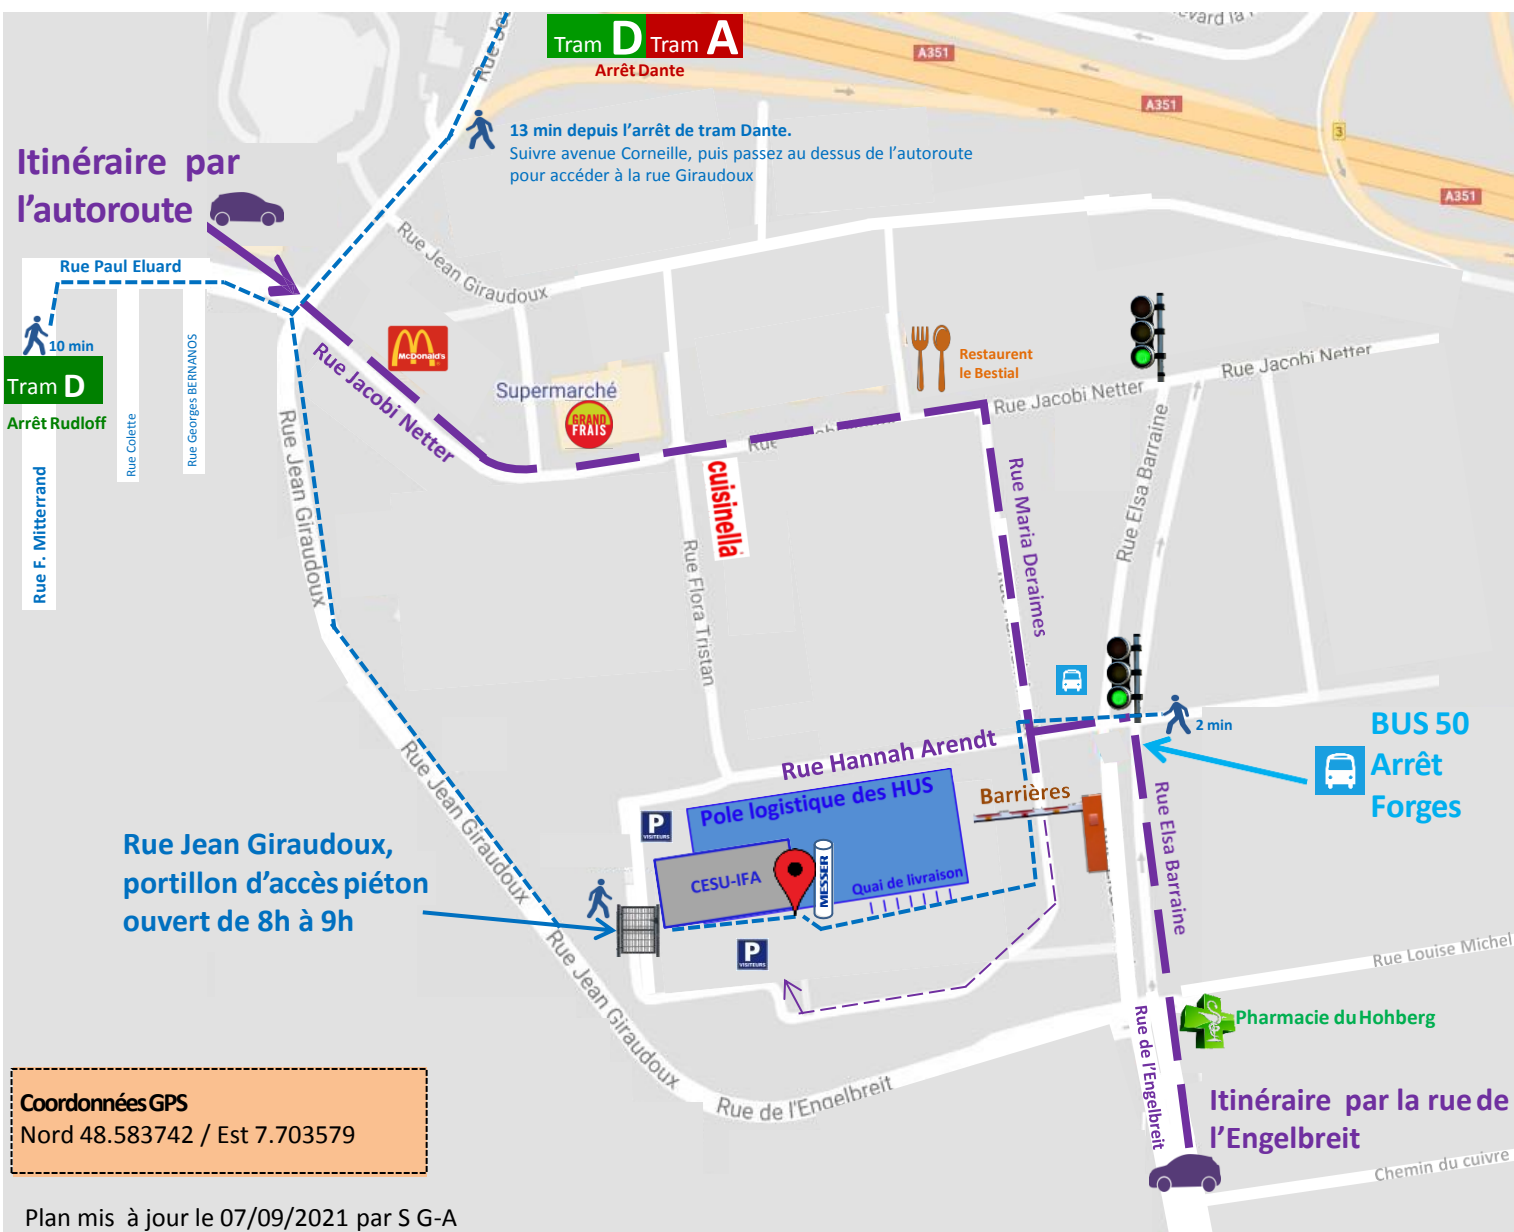 Tram D Tram A
Arrêt Dante
evard la
A351
A351
A351
3
13 min depuis l'arrêt de tram Dante.
Suivre avenue Corneille, puis passez au dessus de l'autoroute
pour accéder à la rue Giraudoux
Itinéraire par
l'autoroute
Rue Paul Eluard
10 min
Tram D
Arrêt Rudloff
Rue F. Mitterrand
Rue Colette
Rue Georges BERNANOS
Rue Jean Giraudoux
Rue Jean Giraudoux
Rue Jacobi Netter
McDonald's
Supermarché
GRAND
FRAIS
cuisinella
Restaurent
le Bestial
Rue Jacobi Netter
Rue Jacobi Netter
Rue Maria Deraimes
Rue Elsa Barraine
Rue Flora Tristan
Rue Hannah Arendt
2 min
BUS 50
Arrêt
Forges
Barrières
Pole logistique des HUS
CESU-IFA
MESSER
Quai de livraison
P
VISITEURS
P
VISITEURS
Rue Jean Giraudoux,
portillon d'accès piéton
ouvert de 8h à 9h
Rue Jean Giraudoux
Rue Jean Giraudoux
Rue Elsa Barraine
Rue Louise Michel
Pharmacie du Hohberg
Rue de l'Engelbreit
Rue de l'Engelbreit
Itinéraire par la rue de
l'Engelbreit
Chemin du cuivre
Coordonnées GPS
Nord 48.583742 / Est 7.703579
Plan mis à jour le 07/09/2021 par S G-A